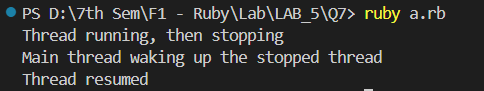 PS D:\7th Sem\F1 - Ruby\Lab\LAB_5\Q7> ruby a.rb
Thread running, then stopping
Main thread waking up the stopped thread
Thread resumed